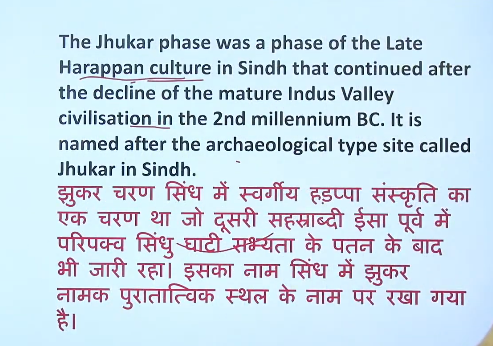 The Jhukar phase was a phase of the Late
Harappan culture in Sindh that continued after
the decline of the mature Indus Valley
civilisation in the 2nd millennium BC. It is
named after the archaeological type site called
Jhukar in Sindh.
झुकर चरण सिंध में स्वर्गीय हड़प्पा संस्कृति का
एक चरण था जो दूसरी सहस्राब्दी ईसा पूर्व में
परिपक्व सिंधु घाटी सभ्यता के पतन के बाद
भी जारी रहा। इसका नाम सिंध में झुकर
नामक पुरातात्विक स्थल के नाम पर रखा गया
है।